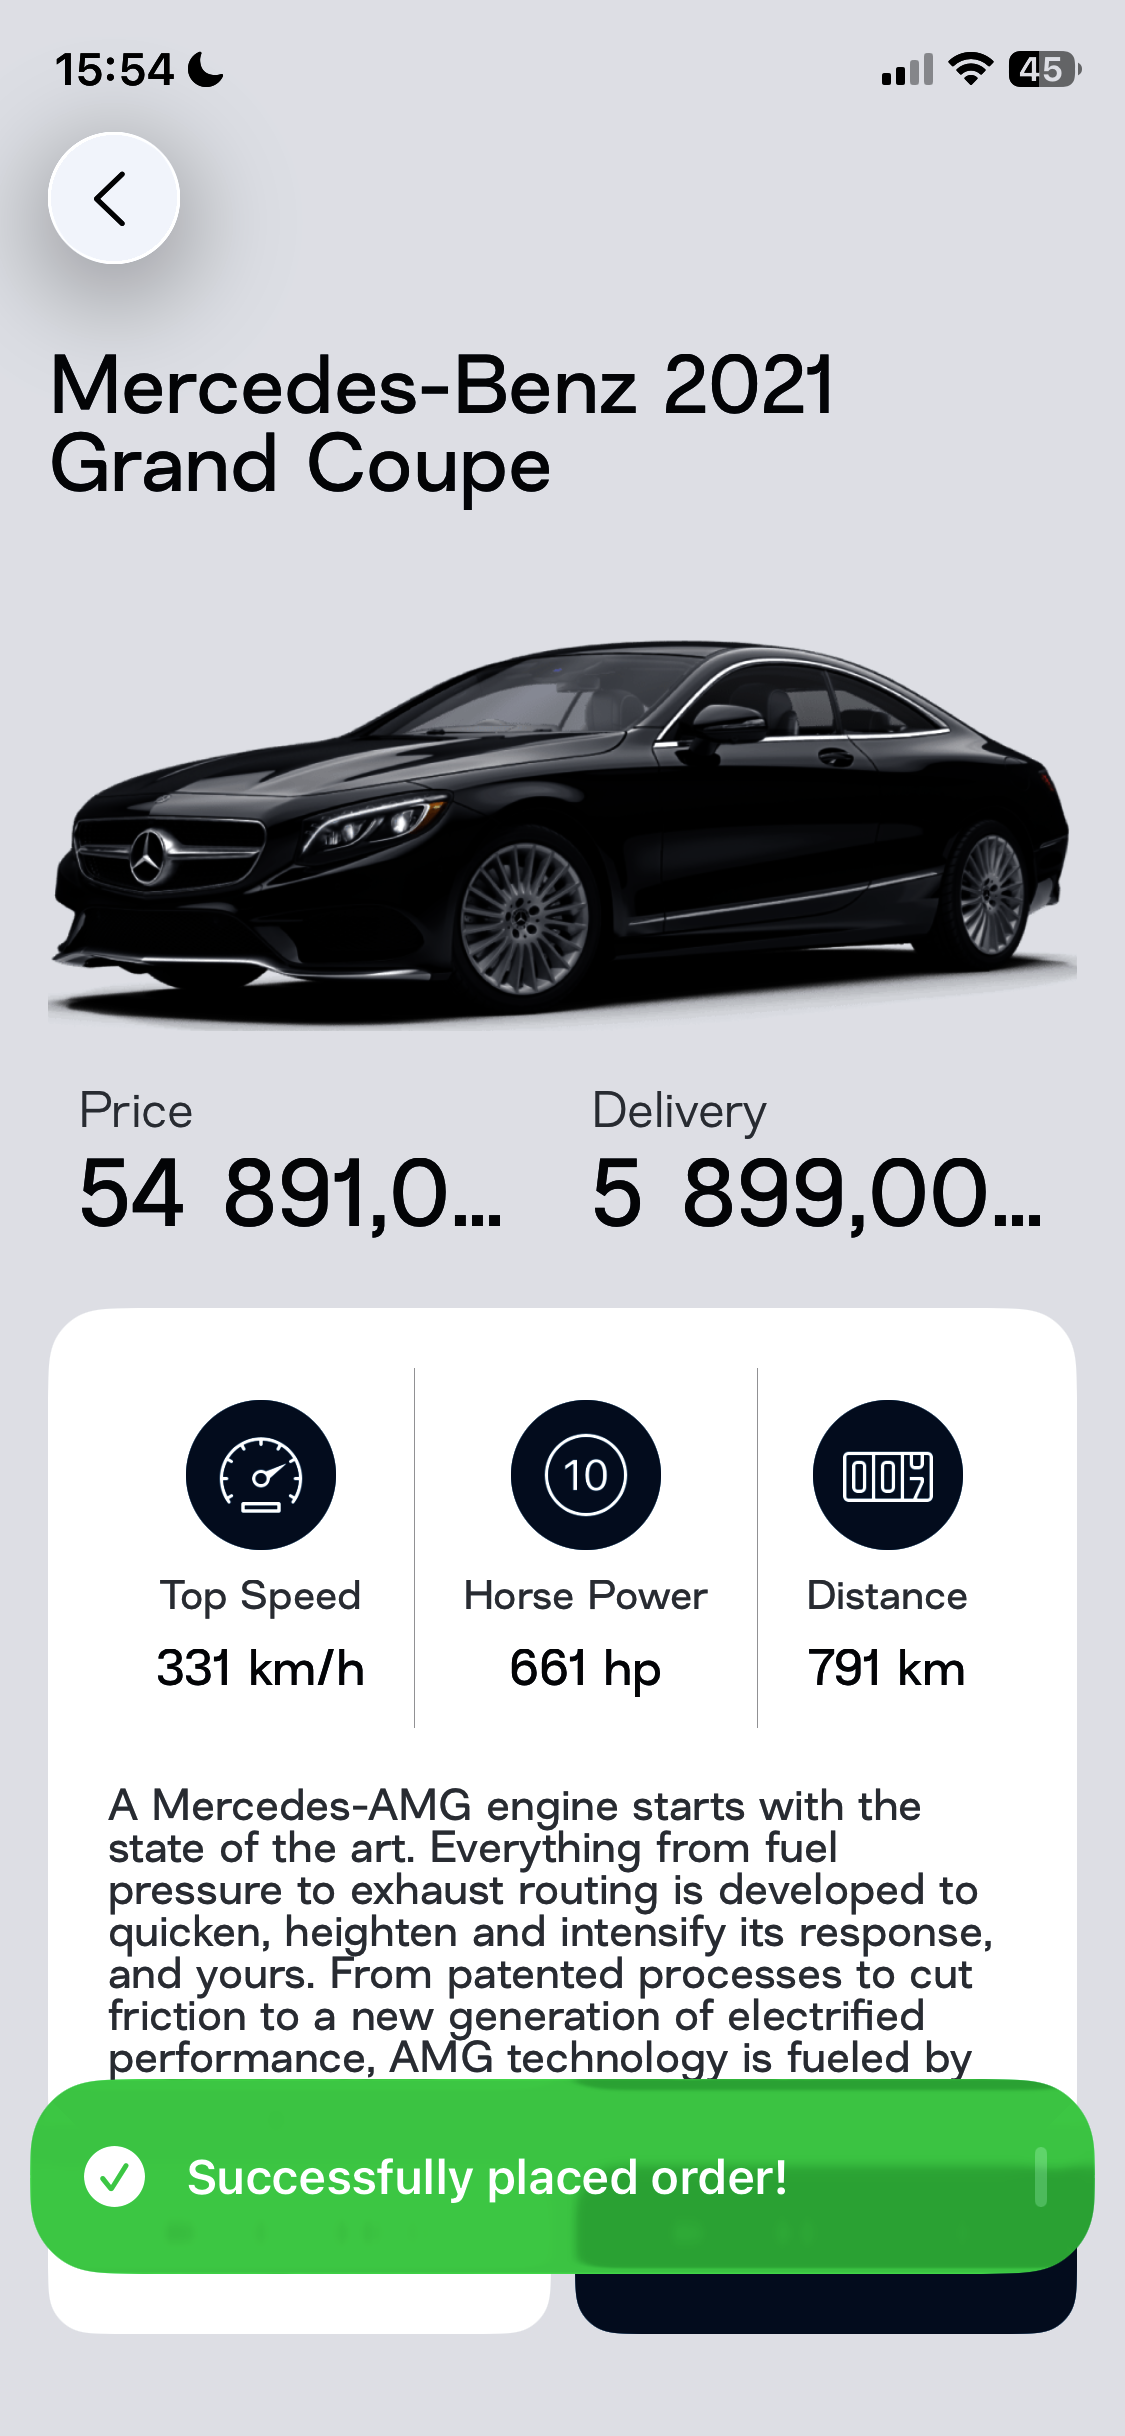 15:54
45
Mercedes-Benz 2021
Grand Coupe
Price
Delivery
54 891,0...
5 899,00...
10
007
Top Speed
Horse Power
Distance
331 km/h
661 hp
791 km
A Mercedes-AMG engine starts with the
state of the art. Everything from fuel
pressure to exhaust routing is developed to
quicken, heighten and intensify its response,
and yours. From patented processes to cut
friction to a new generation of electrified
performance, AMG technology is fueled by
Successfully placed order!